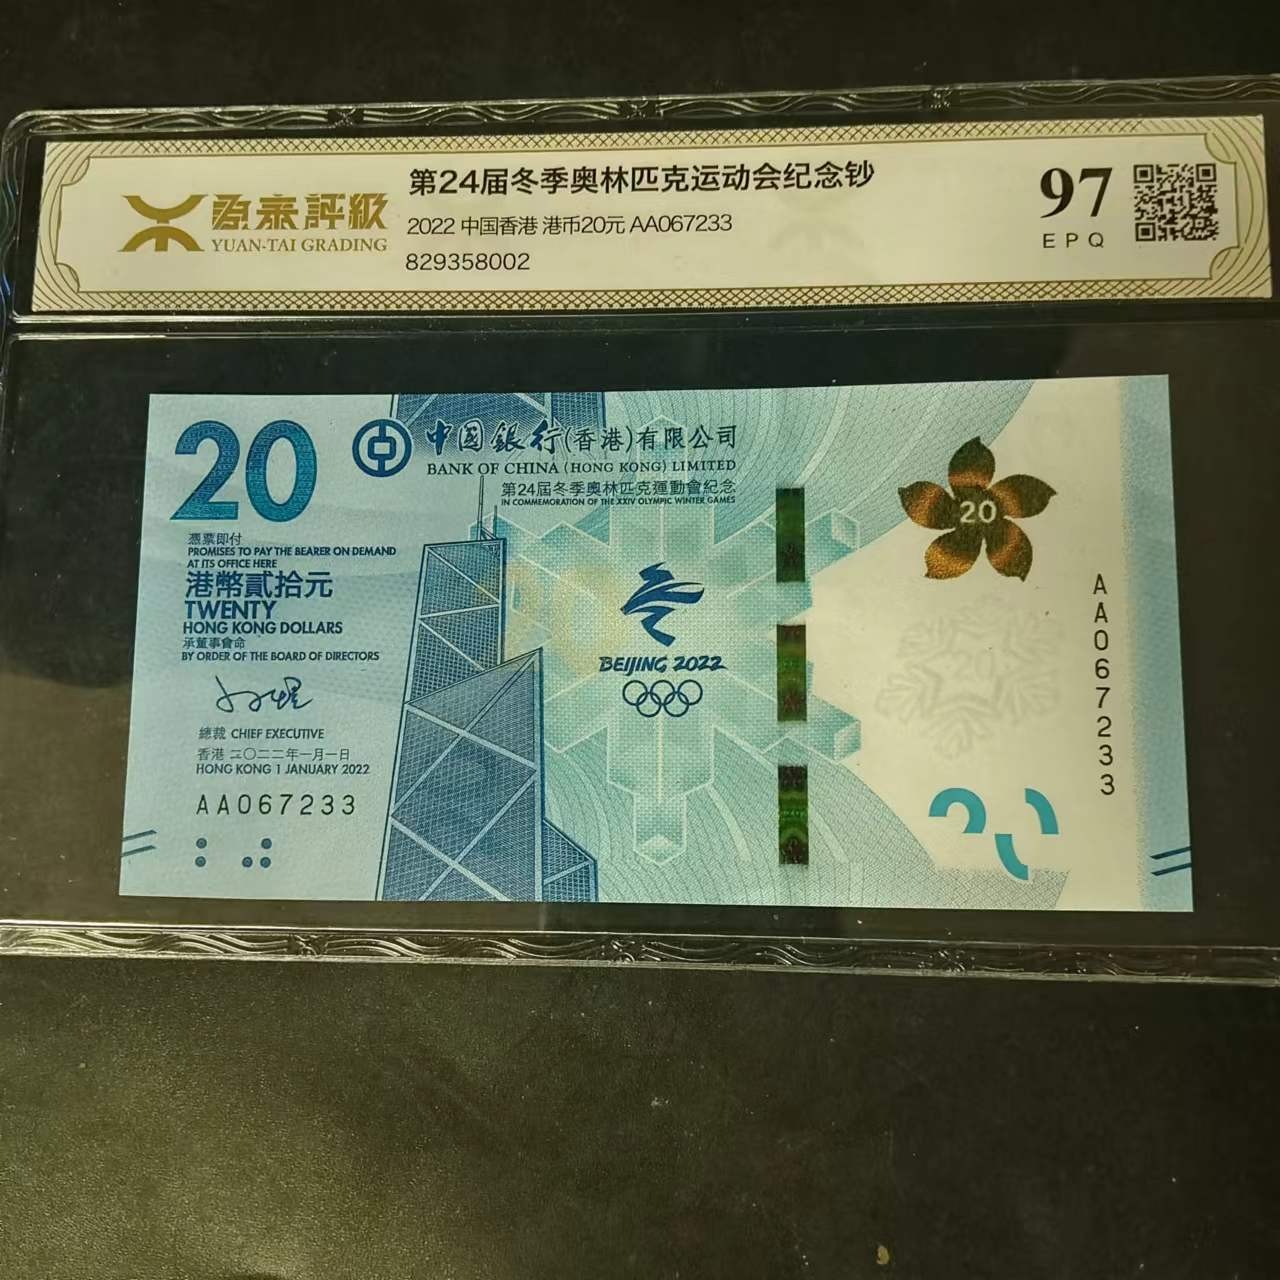 源泰評級
YUAN-TAI GRADING
第24届冬季奥林匹克运动会纪念钞
2022 中国香港 港币20元 AA067233
829358002
97
EPQ
20
中國銀行(香港)有限公司
BANK OF CHINA (HONG KONG) LIMITED
第24屆冬季奧林匹克運動會紀念
IN COMMEMORATION OF THE XXIV OLYMPIC WINTER GAMES
憑票即付
PROMISES TO PAY THE BEARER ON DEMAND
AT ITS OFFICE HERE
港幣貳拾元
TWENTY
HONG KONG DOLLARS
承董事會命
BY ORDER OF THE BOARD OF DIRECTORS
總裁 CHIEF EXECUTIVE
香港 二〇二二年一月一日
HONG KONG 1 JANUARY 2022
AA067233
BEIJING 2022
20
20
AA067233
20